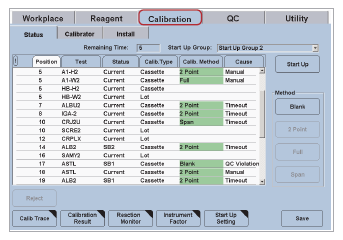 Workplace Reagent Calibration QC Utility
Status Calibrator Install
Remaining Time: 6 Start Up Group: Start Up Group 2
! Position Test Status Calib.Type Calib. Method Cause
5 A1-H2 Current Cassette 2 Point Manual
5 A1-W2 Current Cassette Full Manual
5 HB-H2 Current Cassette
5 HB-W2 Current Lot
7 ALBU2 Current Cassette 2 Point Timeout
8 IGA-2 Current Cassette 2 Point Timeout
10 CRJ2U Current Cassette Span Timeout
10 SCRE2 Current Lot
12 CRPLX Current Lot
14 ALB2 SB2 Current Cassette 2 Point Timeout
16 SAMY2 Current Lot
17 ASTL SB1 Cassette Blank QC Violation
18 ASTL Current Cassette 2 Point Manual
19 ALB2 SB1 Cassette 2 Point Timeout
Start Up
Method
Blank
2 Point
Full
Span
Reject
Calib Trace
Calibration Result
Reaction Monitor
Instrument Factor
Start Up Setting
Save